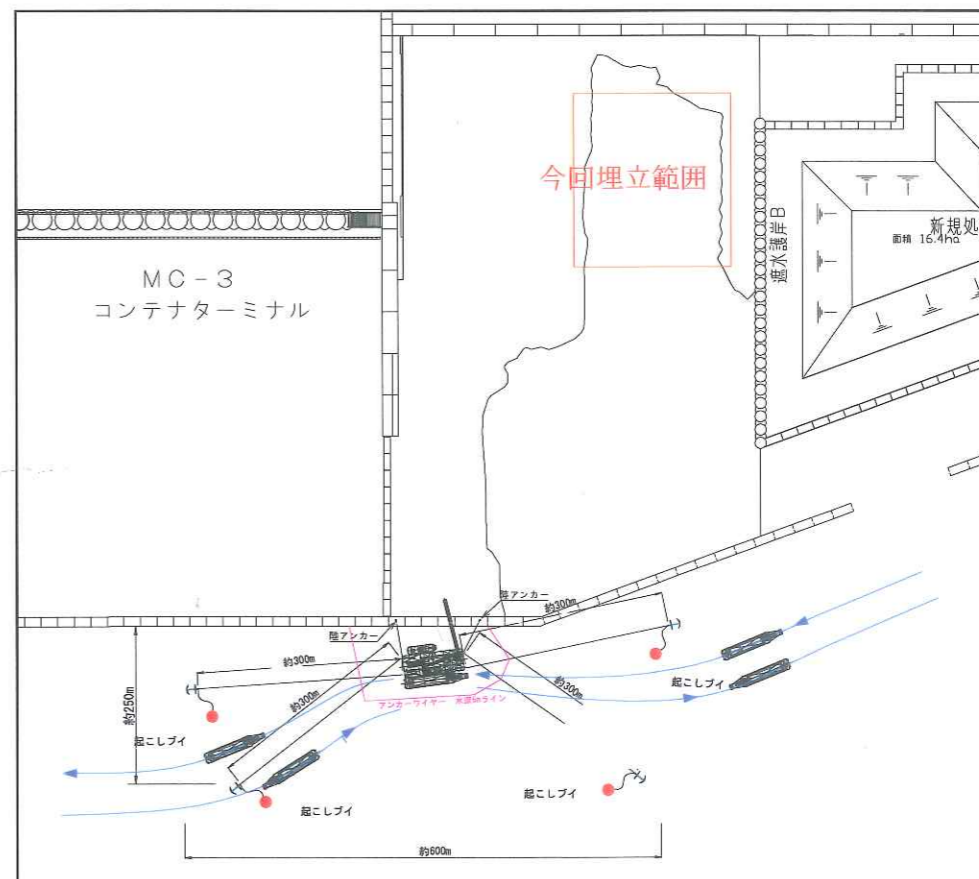 今回埋立範囲
MC-3
コンテナターミナル
遮水護岸B
新規処
面積 16.4ha
陸アンカー
約300m
陸アンカー
約300m
約300m
約300m
約250m
アンカーワイヤー 水深6mライン
起こしブイ
起こしブイ
起こしブイ
起こしブイ
約600m